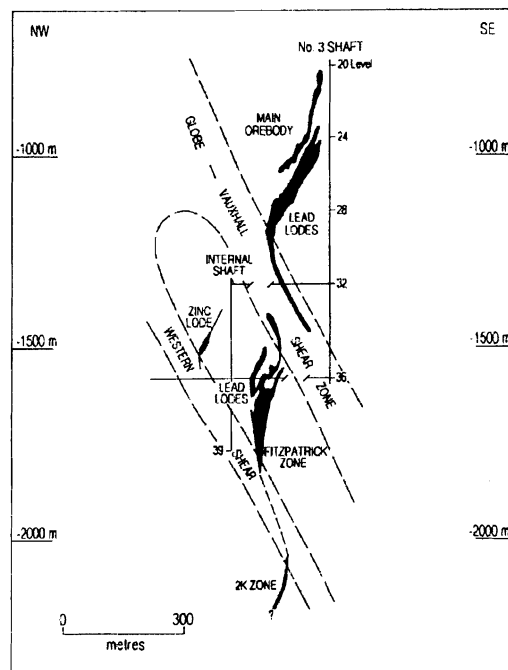 NW
SE
No. 3 SHAFT
20 Level
MAIN
OREBODY
24
-1000 m
-1000 m
GLOBE
VAUXHALL
28
LEAD
LODES
INTERNAL
SHAFT
32
ZINC
LODE
WESTERN
-1500 m
-1500 m
SHEAR
ZONE
36
LEAD
LODES
39
FITZPATRICK
ZONE
SHEAR
-2000 m
-2000 m
2K ZONE
?
0
300
metres